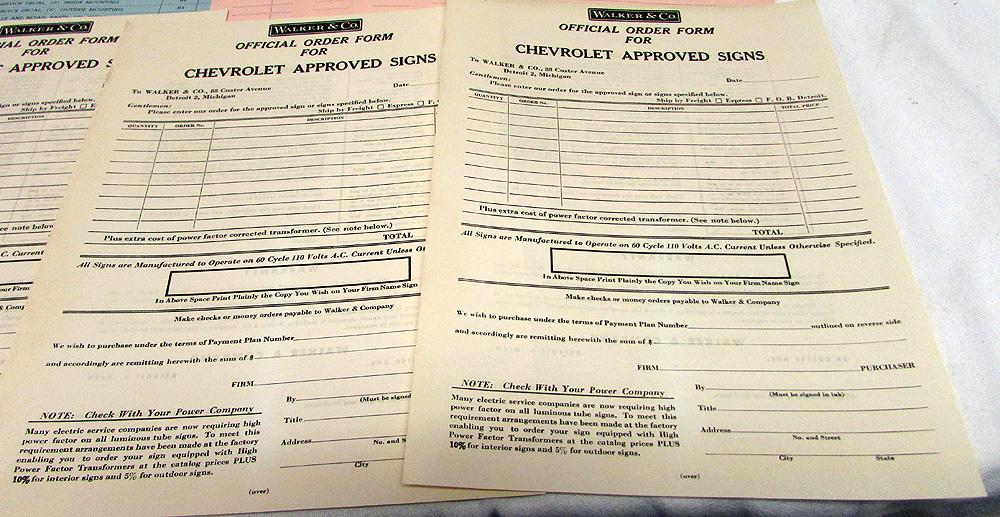 SERVICE DECAL, 12", INSIDE MOUNTING
DECAL, 18", OUTSIDE MOUNTING
WALKER & CO.
IAL ORDER FORM
FOR
T APPROVED S
Ship by Freight
DESCRIPTION
see note below.)
WALKER & CO.
OFFICIAL ORDER FORM
FOR
CHEVROLET APPROVED SIGNS
To WALKER & CO., 88 Custer Avenue
Detroit 2, Michigan
Date
Gentlemen:
Please enter our order for the approved sign or signs specified below.
Ship by Freight □ Express □ F.
QUANTITY ORDER No. DESCRIPTION
Plus extra cost of power factor corrected transformer. (See note below.)
TOTAL
All Signs are Manufactured to Operate on 60 Cycle 110 Volts A.C. Current Unless Ot
In Above Space Print Plainly the Copy You Wish on Your Firm Name Sign
Make checks or money orders payable to Walker & Company
We wish to purchase under the terms of Payment Plan Number
and accordingly are remitting herewith the sum of $
FIRM
NOTE: Check With Your Power Company
Many electric service companies are now requiring high
power factor on all luminous tube signs. To meet this
requirement arrangements have been made at the factory
enabling you to order your sign equipped with High
Power Factor Transformers at the catalog prices PLUS
10% for interior signs and 5% for outdoor signs.
By
(Must be signed
Title
Address
No. and S
City
(over)
WALKER & CO.
OFFICIAL ORDER FORM
FOR
CHEVROLET APPROVED SIGNS
To WALKER & CO., 88 Custer Avenue
Detroit 2, Michigan
Date
Gentlemen:
Please enter our order for the approved sign or signs specified below.
Ship by Freight □ Express □ F. O. B. Detroit.
QUANTITY ORDER No. DESCRIPTION TOTAL PRICE
Plus extra cost of power factor corrected transformer. (See note below.)
TOTAL
All Signs are Manufactured to Operate on 60 Cycle 110 Volts A.C. Current Unless Otherwise Specified.
In Above Space Print Plainly the Copy You Wish on Your Firm Name Sign
Make checks or money orders payable to Walker & Company
We wish to purchase under the terms of Payment Plan Number outlined on reverse side
and accordingly are remitting herewith the sum of $
FIRM PURCHASER
NOTE: Check With Your Power Company
Many electric service companies are now requiring high
power factor on all luminous tube signs. To meet this
requirement arrangements have been made at the factory
enabling you to order your sign equipped with High
Power Factor Transformers at the catalog prices PLUS
10% for interior signs and 5% for outdoor signs.
By
(Must be signed in ink)
Title
Address
No. and Street
City State
(over)